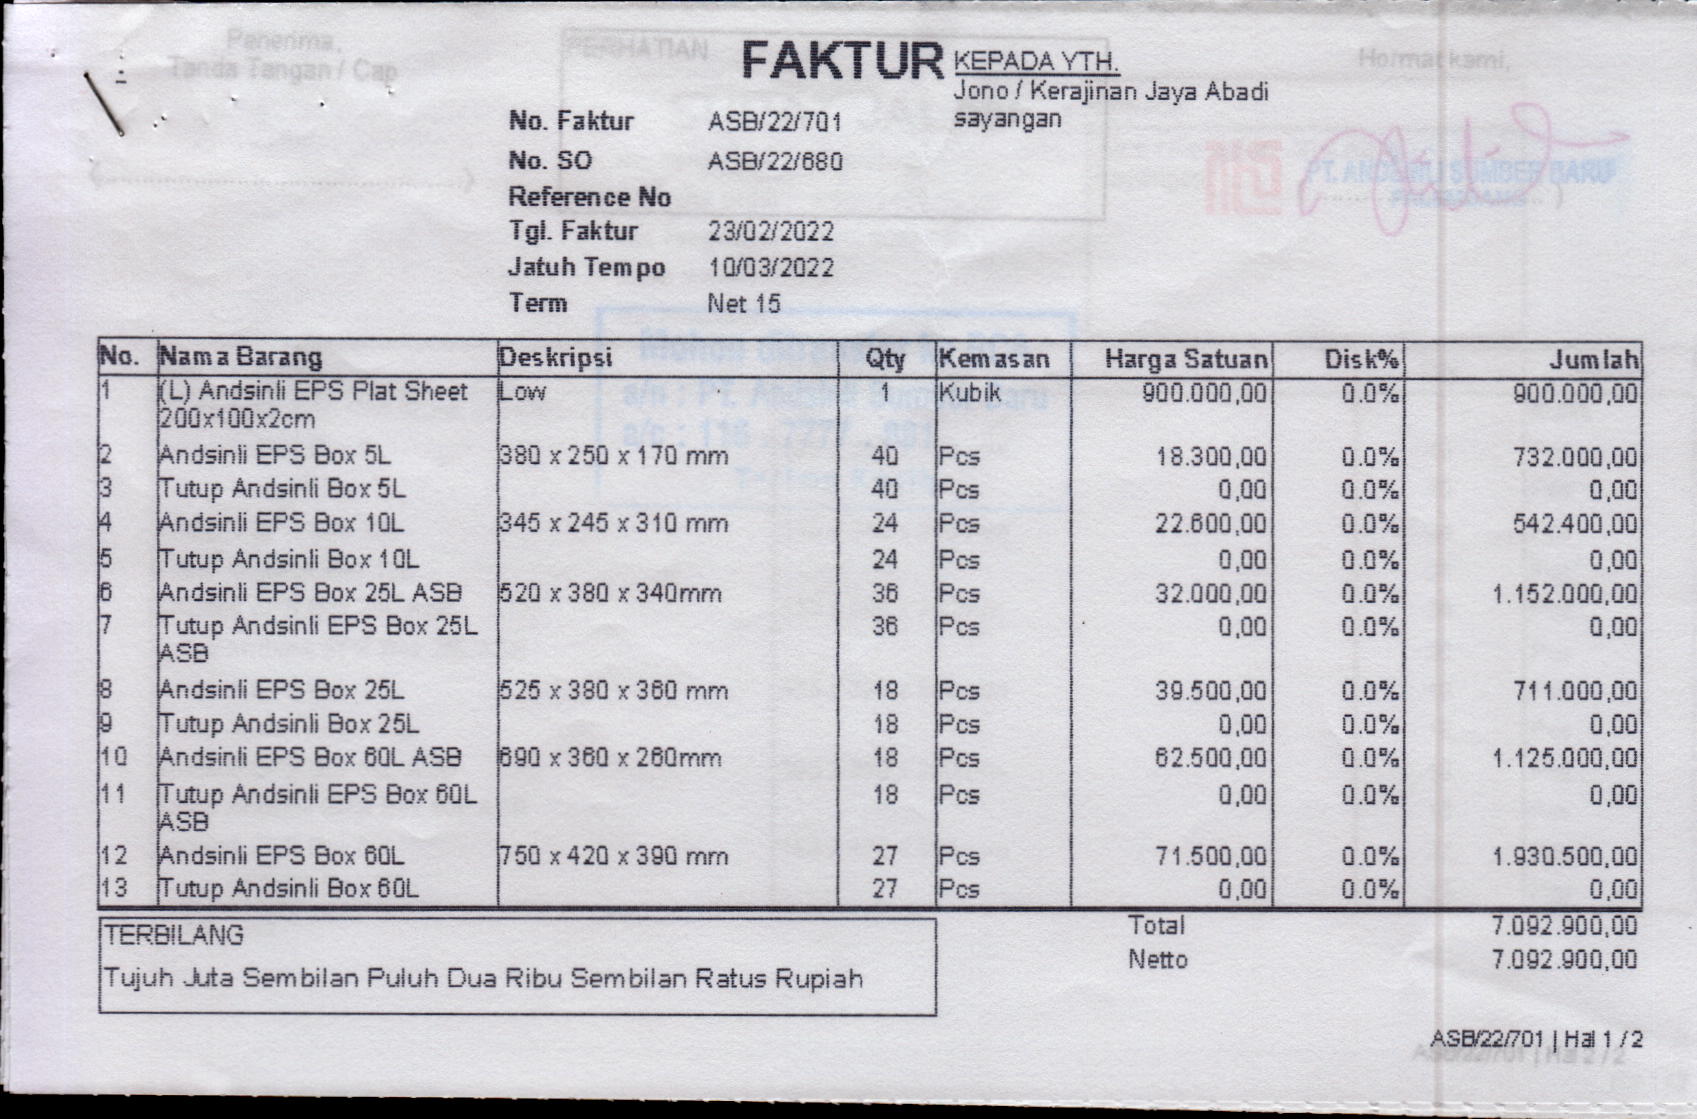 FAKTUR
KEPADA YTH.
Jono / Kerajinan Jaya Abadi
sayangan
No. Faktur ASB/22/701
No. SO ASB/22/680
Reference No
Tgl. Faktur 23/02/2022
Jatuh Tempo 10/03/2022
Term Net 15
No. Nama Barang Deskripsi Qty Kemasan Harga Satuan Disk% Jumlah
1 (L) Andsinli EPS Plat Sheet Low 1 Kubik 900.000,00 0.0% 900.000,00
200x100x2cm
2 Andsinli EPS Box 5L 380 x 250 x 170 mm 40 Pcs 18.300,00 0.0% 732.000,00
3 Tutup Andsinli Box 5L 40 Pcs 0,00 0.0% 0,00
4 Andsinli EPS Box 10L 345 x 245 x 310 mm 24 Pcs 22.600,00 0.0% 542.400,00
5 Tutup Andsinli Box 10L 24 Pcs 0,00 0.0% 0,00
6 Andsinli EPS Box 25L ASB 520 x 380 x 340mm 36 Pcs 32.000,00 0.0% 1.152.000,00
7 Tutup Andsinli EPS Box 25L 36 Pcs 0,00 0.0% 0,00
ASB
8 Andsinli EPS Box 25L 525 x 380 x 360 mm 18 Pcs 39.500,00 0.0% 711.000,00
9 Tutup Andsinli Box 25L 18 Pcs 0,00 0.0% 0,00
10 Andsinli EPS Box 60L ASB 690 x 360 x 260mm 18 Pcs 62.500,00 0.0% 1.125.000,00
11 Tutup Andsinli EPS Box 60L 18 Pcs 0,00 0.0% 0,00
ASB
12 Andsinli EPS Box 60L 750 x 420 x 390 mm 27 Pcs 71.500,00 0.0% 1.930.500,00
13 Tutup Andsinli Box 60L 27 Pcs 0,00 0.0% 0,00
Total 7.092.900,00
Netto 7.092.900,00
TERBILANG
Tujuh Juta Sembilan Puluh Dua Ribu Sembilan Ratus Rupiah
ASB/22/701 | Hal 1 / 2
Penerima,
Tanda Tangan / Cap
PERHATIAN
Hormat kami,
PT. ANDSINLI SUMBER BARU
a/n : PT. Andsinli Sumber Baru
ASB/22/701 | Hal 2 / 2